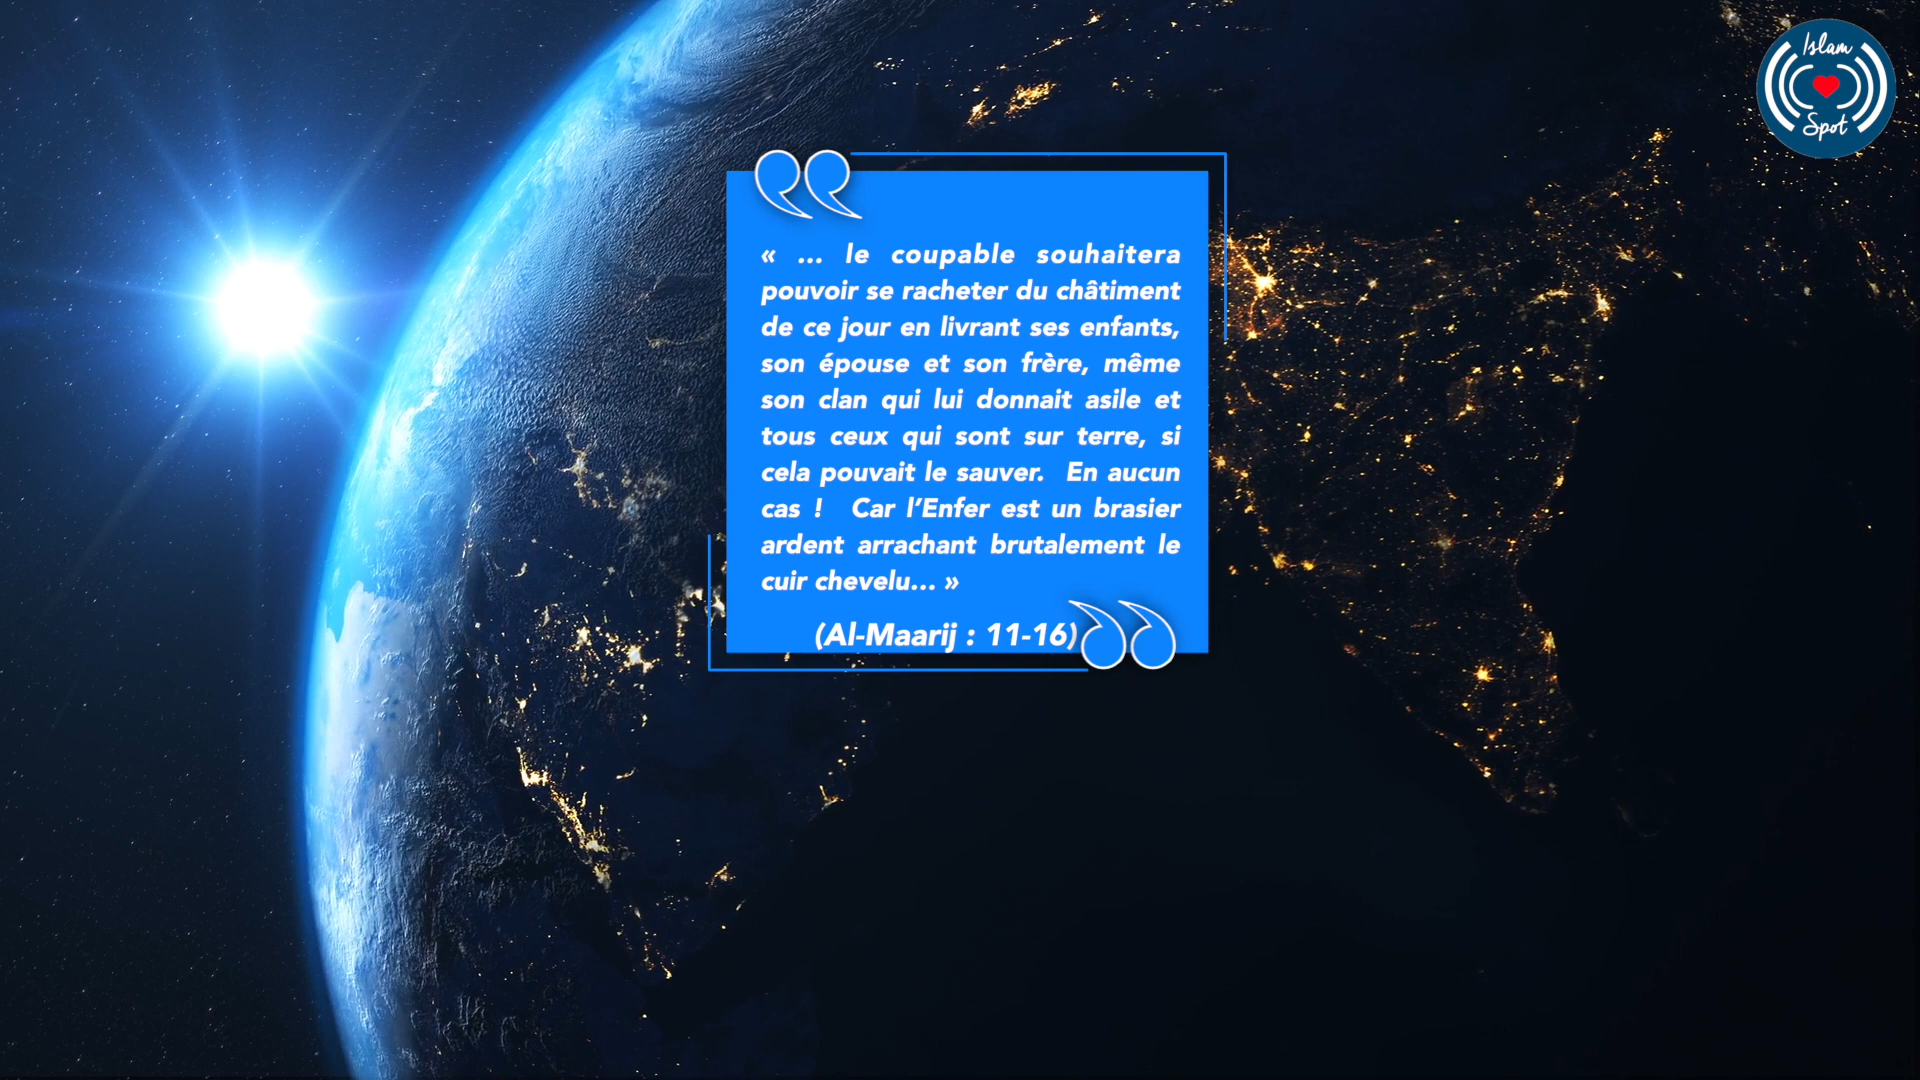 Islam
Spot
« ... le coupable souhaitera
pouvoir se racheter du châtiment
de ce jour en livrant ses enfants,
son épouse et son frère, même
son clan qui lui donnait asile et
tous ceux qui sont sur terre, si
cela pouvait le sauver.  En aucun
cas !  Car l’Enfer est un brasier
ardent arrachant brutalement le
cuir chevelu... »
(Al-Maarij : 11-16)